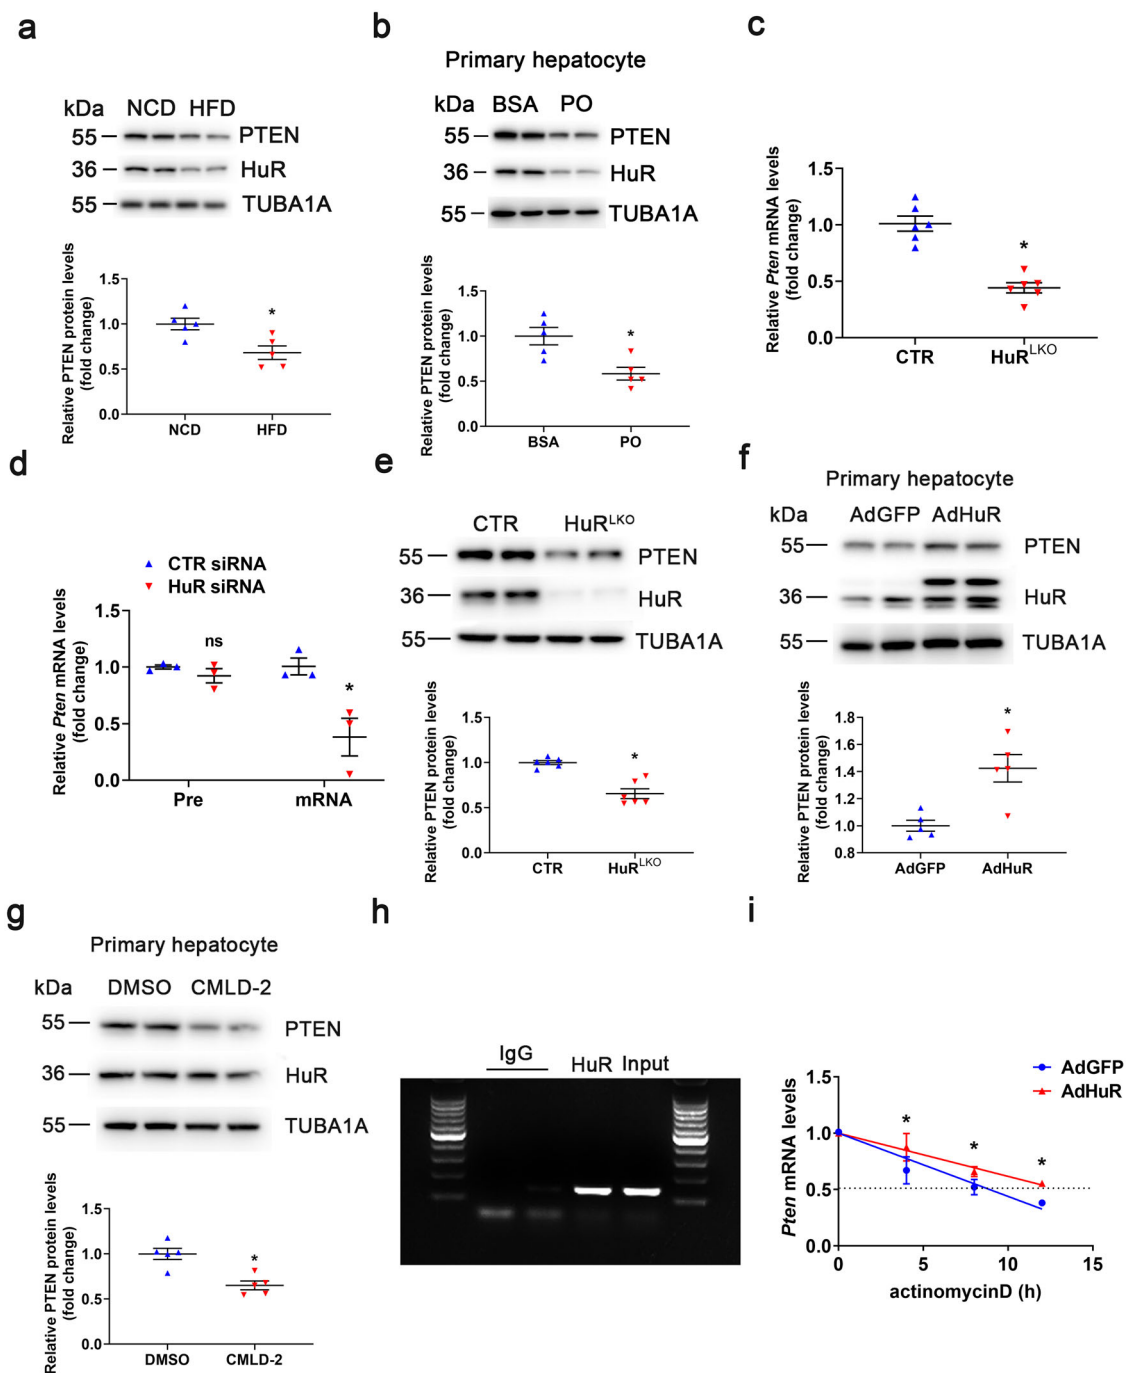 a
kDa NCD HFD
55 PTEN
36 HuR
55 TUBA1A
Relative PTEN protein levels
(fold change)
1.5
1.0
0.5
0.0
*
NCD HFD
b
Primary hepatocyte
kDa BSA PO
55 PTEN
36 HuR
55 TUBA1A
Relative PTEN protein levels
(fold change)
1.5
1.0
0.5
0.0
*
BSA PO
c
Relative Pten mRNA levels
(fold change)
1.5
1.0
0.5
0.0
*
CTR HuRLKO
d
CTR siRNA
HuR siRNA
Relative Pten mRNA levels
(fold change)
1.5
1.0
0.5
0.0
ns
*
Pre mRNA
e
CTR HuRLKO
55 PTEN
36 HuR
55 TUBA1A
Relative PTEN protein levels
(fold change)
1.5
1.0
0.5
0.0
*
CTR HuRLKO
f
Primary hepatocyte
kDa AdGFP AdHuR
55 PTEN
36 HuR
55 TUBA1A
Relative PTEN protein levels
(fold change)
1.8
1.6
1.4
1.2
1.0
0.8
*
AdGFP AdHuR
g
Primary hepatocyte
kDa DMSO CMLD-2
55 PTEN
36 HuR
55 TUBA1A
Relative PTEN protein levels
(fold change)
1.5
1.0
0.5
0.0
*
DMSO CMLD-2
h
IgG HuR Input
i
AdGFP
AdHuR
Pten mRNA levels
1.5
1.0
0.5
0.0
* * *
0 5 10 15
actinomycinD (h)